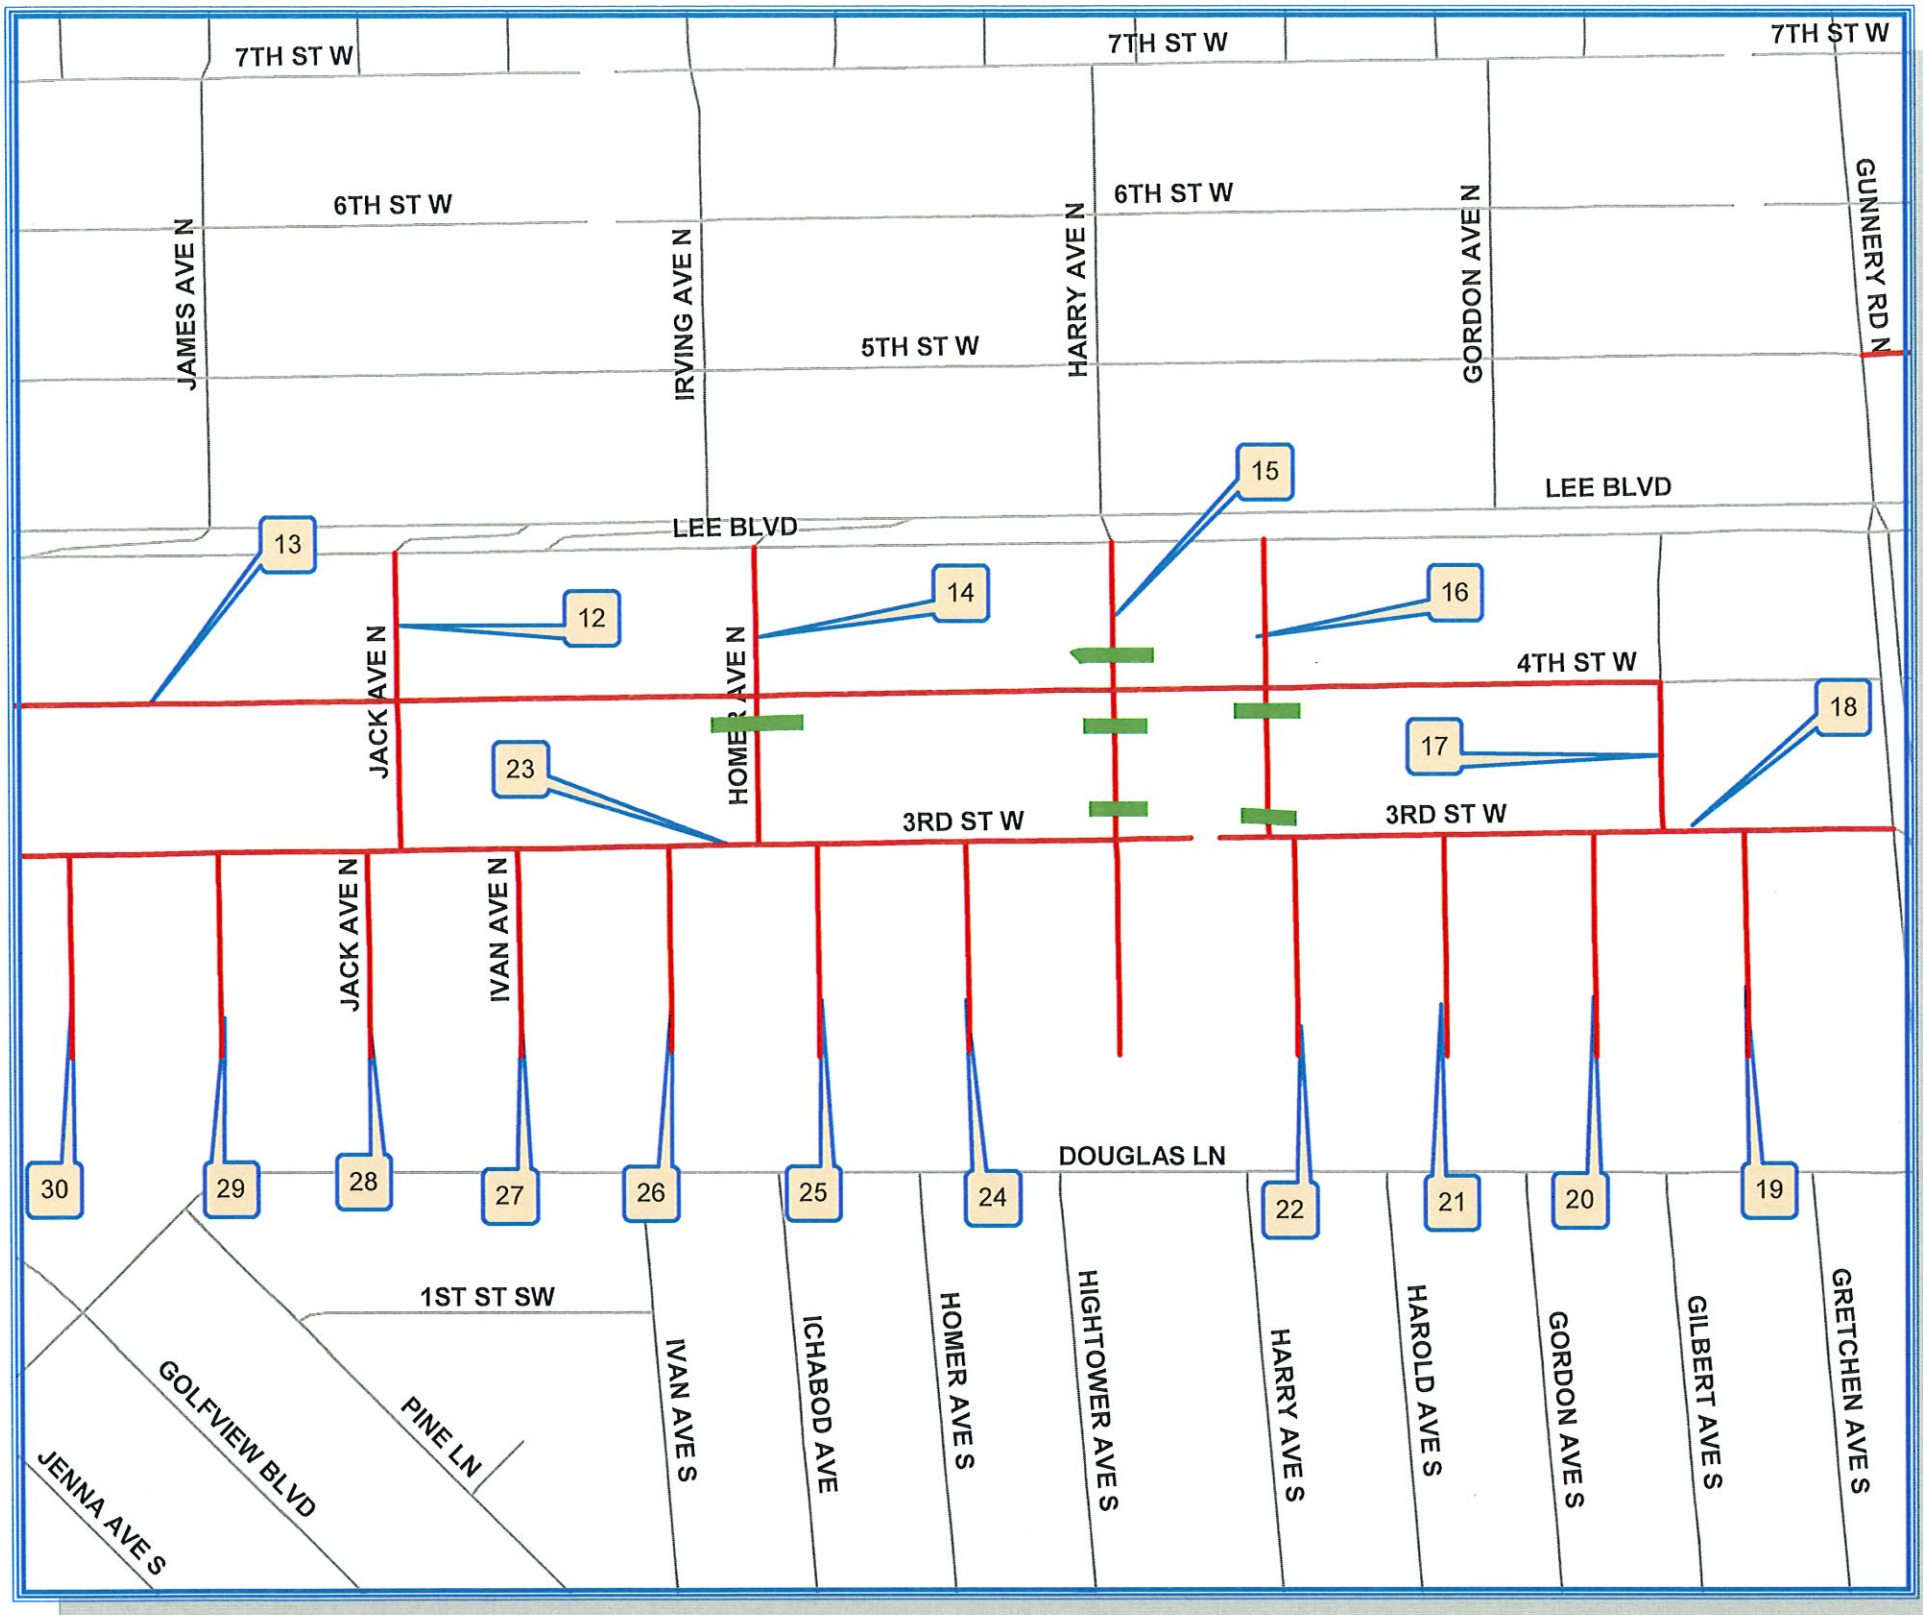 7TH ST W
7TH ST W
7TH ST W
6TH ST W
6TH ST W
JAMES AVE N
IRVING AVE N
HARRY AVE N
GORDON AVE N
GUNNERY RD N
5TH ST W
15
LEE BLVD
LEE BLVD
13
12
14
16
4TH ST W
JACK AVE N
HOMER AVE N
18
17
23
3RD ST W
3RD ST W
JACK AVE N
IVAN AVE N
DOUGLAS LN
30
29
28
27
26
25
24
22
21
20
19
1ST ST SW
GOLFVIEW BLVD
PINE LN
JENNA AVE S
IVAN AVE S
ICHABOD AVE
HOMER AVE S
HIGHTOWER AVE S
HARRY AVE S
HAROLD AVE S
GORDON AVE S
GILBERT AVE S
GRETCHEN AVE S